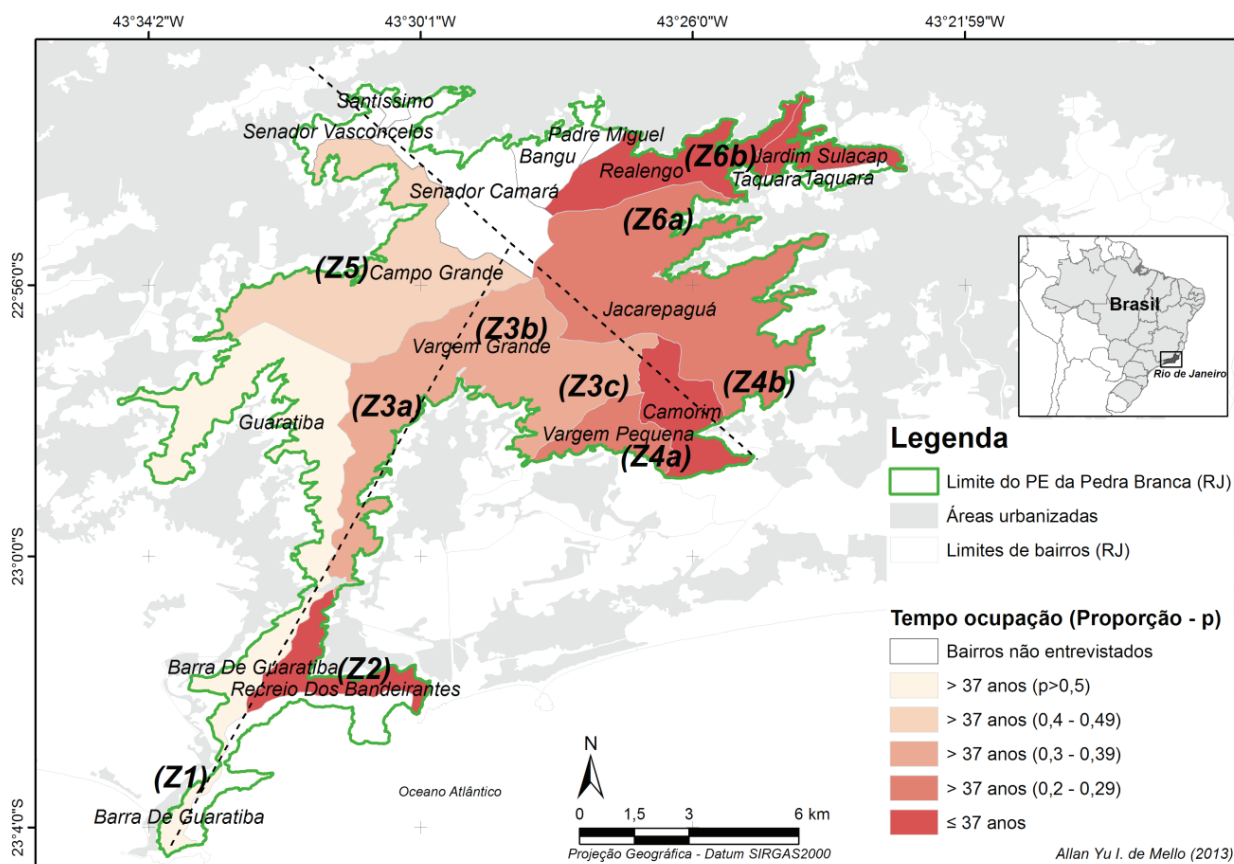 43°34'2"W
43°30'1"W
43°26'0"W
43°21'59"W
22°56'0"S
23°0'0"S
23°4'0"S
Santíssimo
Senador Vasconcelos
Padre Miguel
Bangu
Senador Camará
Realengo
(Z6b)
Jardim Sulacap
Taquara
Taquara
(Z6a)
(Z5)
Campo Grande
Jacarepaguá
(Z3b)
Vargem Grande
(Z3c)
(Z4b)
(Z3a)
Camorim
Guaratiba
Vargem Pequena
(Z4a)
Barra De Guaratiba
(Z2)
Recreio Dos Bandeirantes
(Z1)
Barra De Guaratiba
Oceano Atlântico
Brasil
Rio de Janeiro
Legenda
Limite do PE da Pedra Branca (RJ)
Áreas urbanizadas
Limites de bairros (RJ)
Tempo ocupação (Proporção - p)
Bairros não entrevistados
> 37 anos (p>0,5)
> 37 anos (0,4 - 0,49)
> 37 anos (0,3 - 0,39)
> 37 anos (0,2 - 0,29)
≤ 37 anos
N
0 1,5 3 6 km
Projeção Geográfica - Datum SIRGAS2000
Allan Yu I. de Mello (2013)